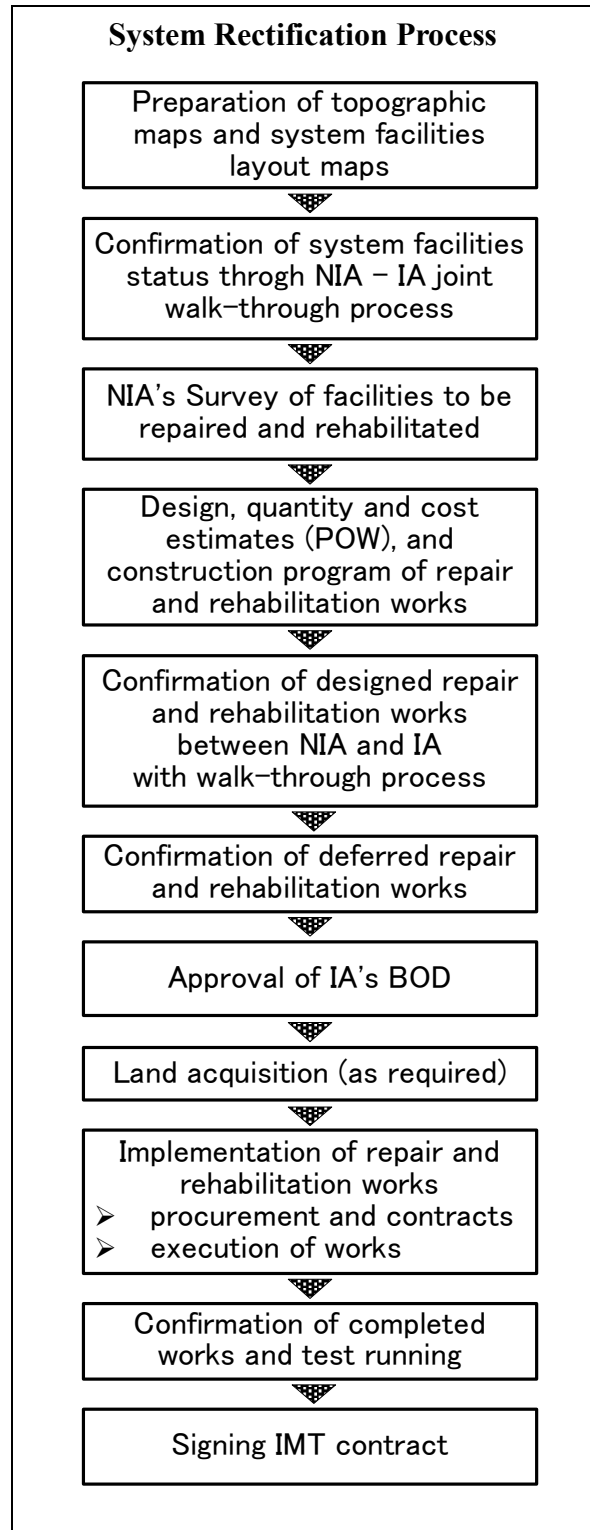 System Rectification Process
Preparation of topographic
maps and system facilities
layout maps
Confirmation of system facilities
status throgh NIA – IA joint
walk-through process
NIA's Survey of facilities to be
repaired and rehabilitated
Design, quantity and cost
estimates (POW), and
construction program of repair
and rehabilitation works
Confirmation of designed repair
and rehabilitation works
between NIA and IA
with walk-through process
Confirmation of deferred repair
and rehabilitation works
Approval of IA's BOD
Land acquisition (as required)
Implementation of repair and
rehabilitation works
➢ procurement and contracts
➢ execution of works
Confirmation of completed
works and test running
Signing IMT contract